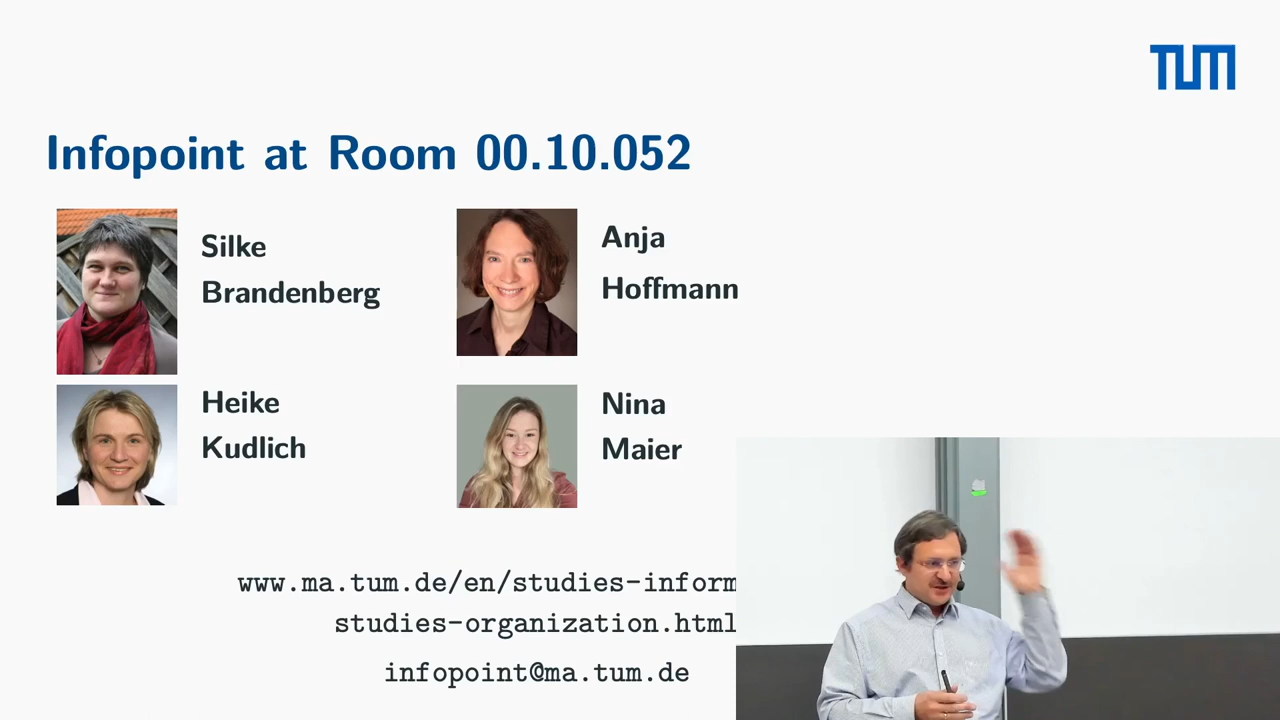 TUM
Infopoint at Room 00.10.052
Silke
Brandenberg
Anja
Hoffmann
Heike
Kudlich
Nina
Maier
www.ma.tum.de/en/studies-inform
studies-organization.html
infopoint@ma.tum.de